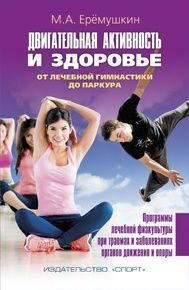 М.А. Ерёмушкин
ДВИГАТЕЛЬНАЯ АКТИВНОСТЬ
И ЗДОРОВЬЕ
ОТ ЛЕЧЕБНОЙ ГИМНАСТИКИ
ДО ПАРКУРА
Программы
лечебной физкультуры
при травмах и заболеваниях
органов движения и опоры
ИЗДАТЕЛЬСТВО «СПОРТ»